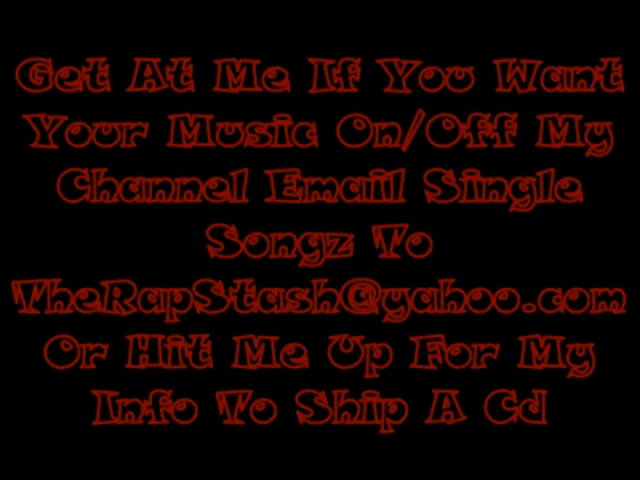 Get At Me If You Want
Your Music On/Off My
Channel Email Single
Songz To
TheRapStash@yahoo.com
Or Hit Me Up For My
Info To Ship A Cd